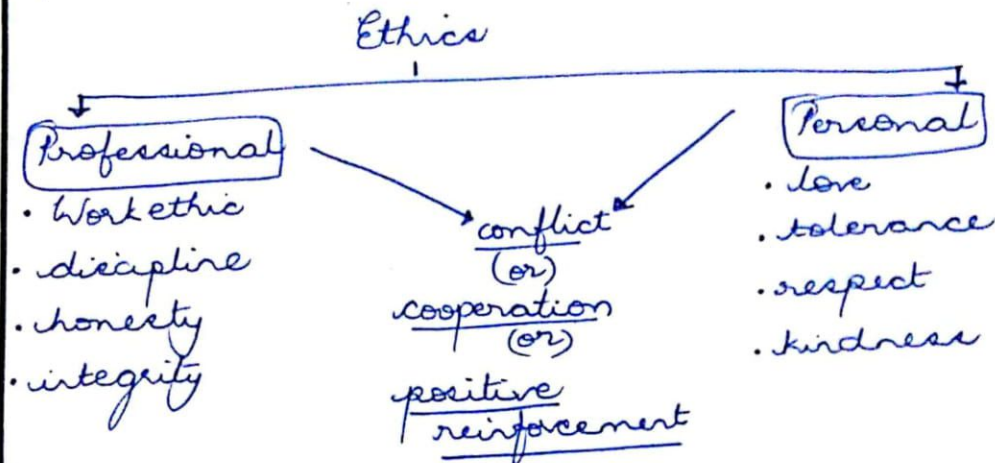 Ethics
Professional
• Work ethic
• discipline
• honesty
• integrity
conflict
(or)
cooperation
(or)
positive
reinforcement
Personal
• love
• tolerance
• respect
• kindness